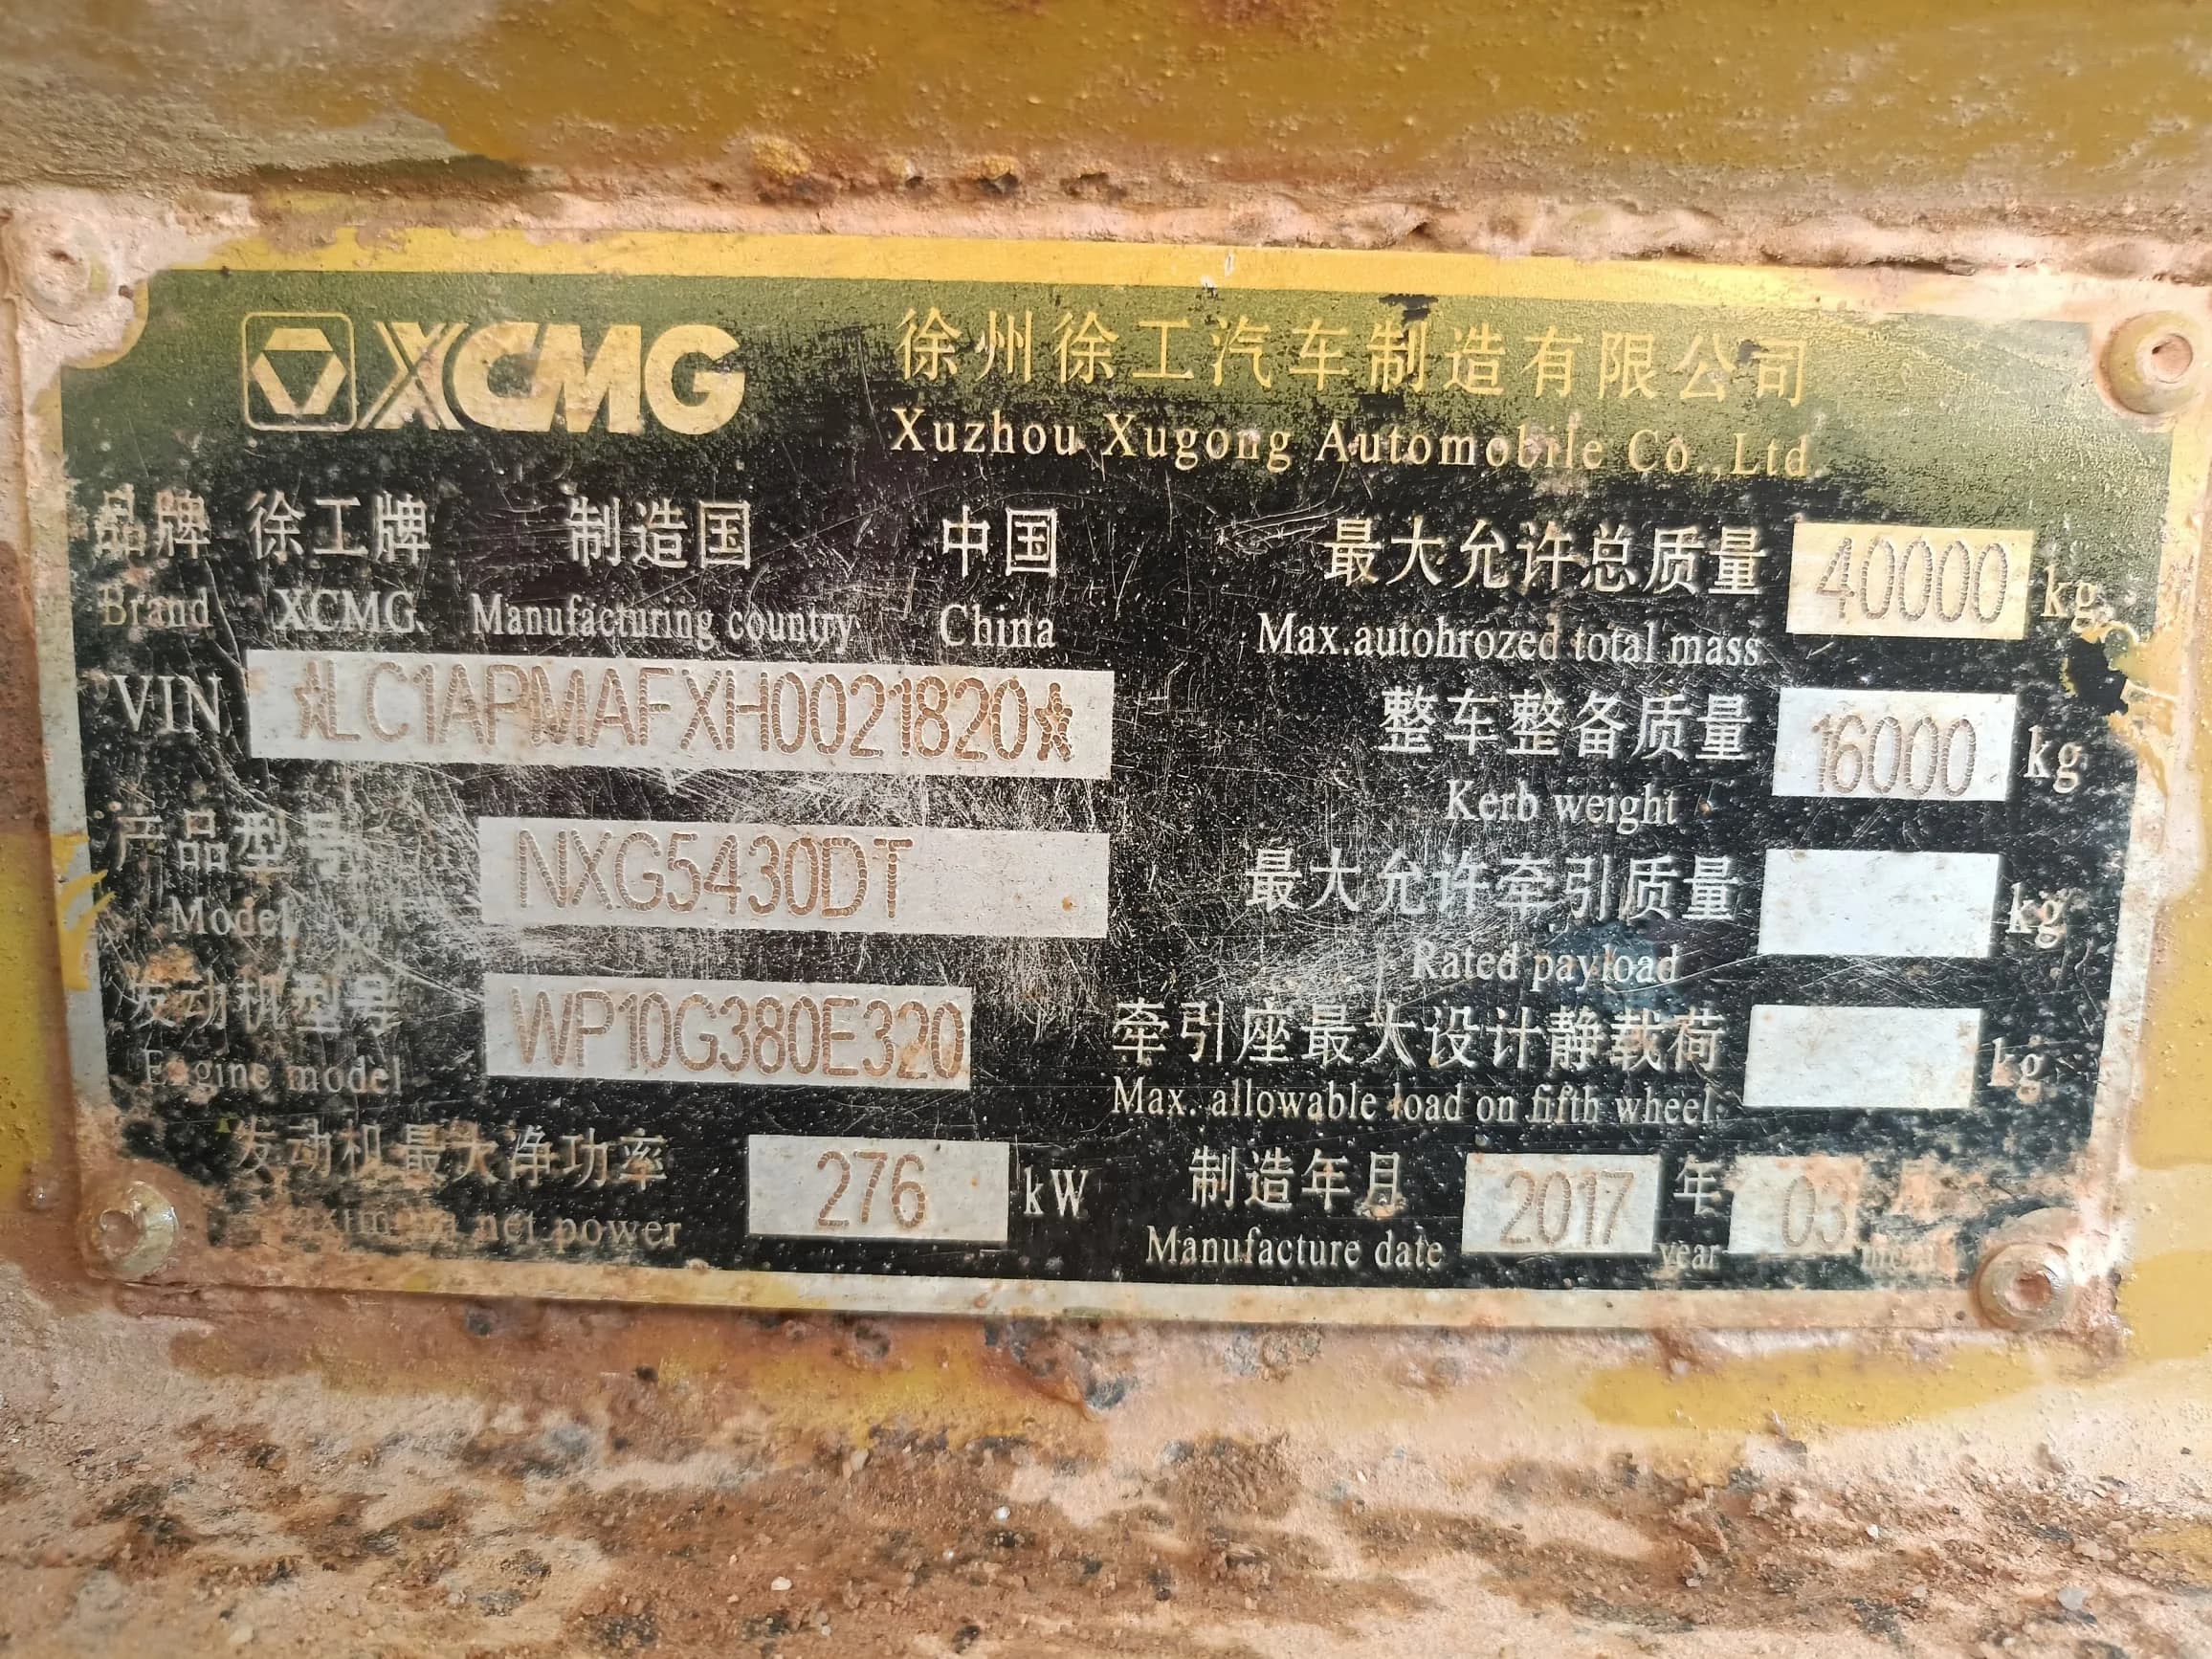 XCMG 徐州徐工汽车制造有限公司
Xuzhou Xugong Automobile Co.,Ltd.
品牌 徐工牌 制造国 中国
Brand XCMG Manufacturing country China
最大允许总质量 40000 kg
Max.autohrozed total mass
VIN ☆LC1APMAFXH0021820☆
整车整备质量 16000 kg
Kerb weight
产品型号 NXG5430DT
Model
最大允许牵引质量 kg
Rated payload
发动机型号 WP10G380E320
Engine model
牵引座最大设计静载荷 kg
Max. allowable load on fifth wheel
发动机最大净功率 276 kW
net power
制造年月 2017 年 03 月
Manufacture date year